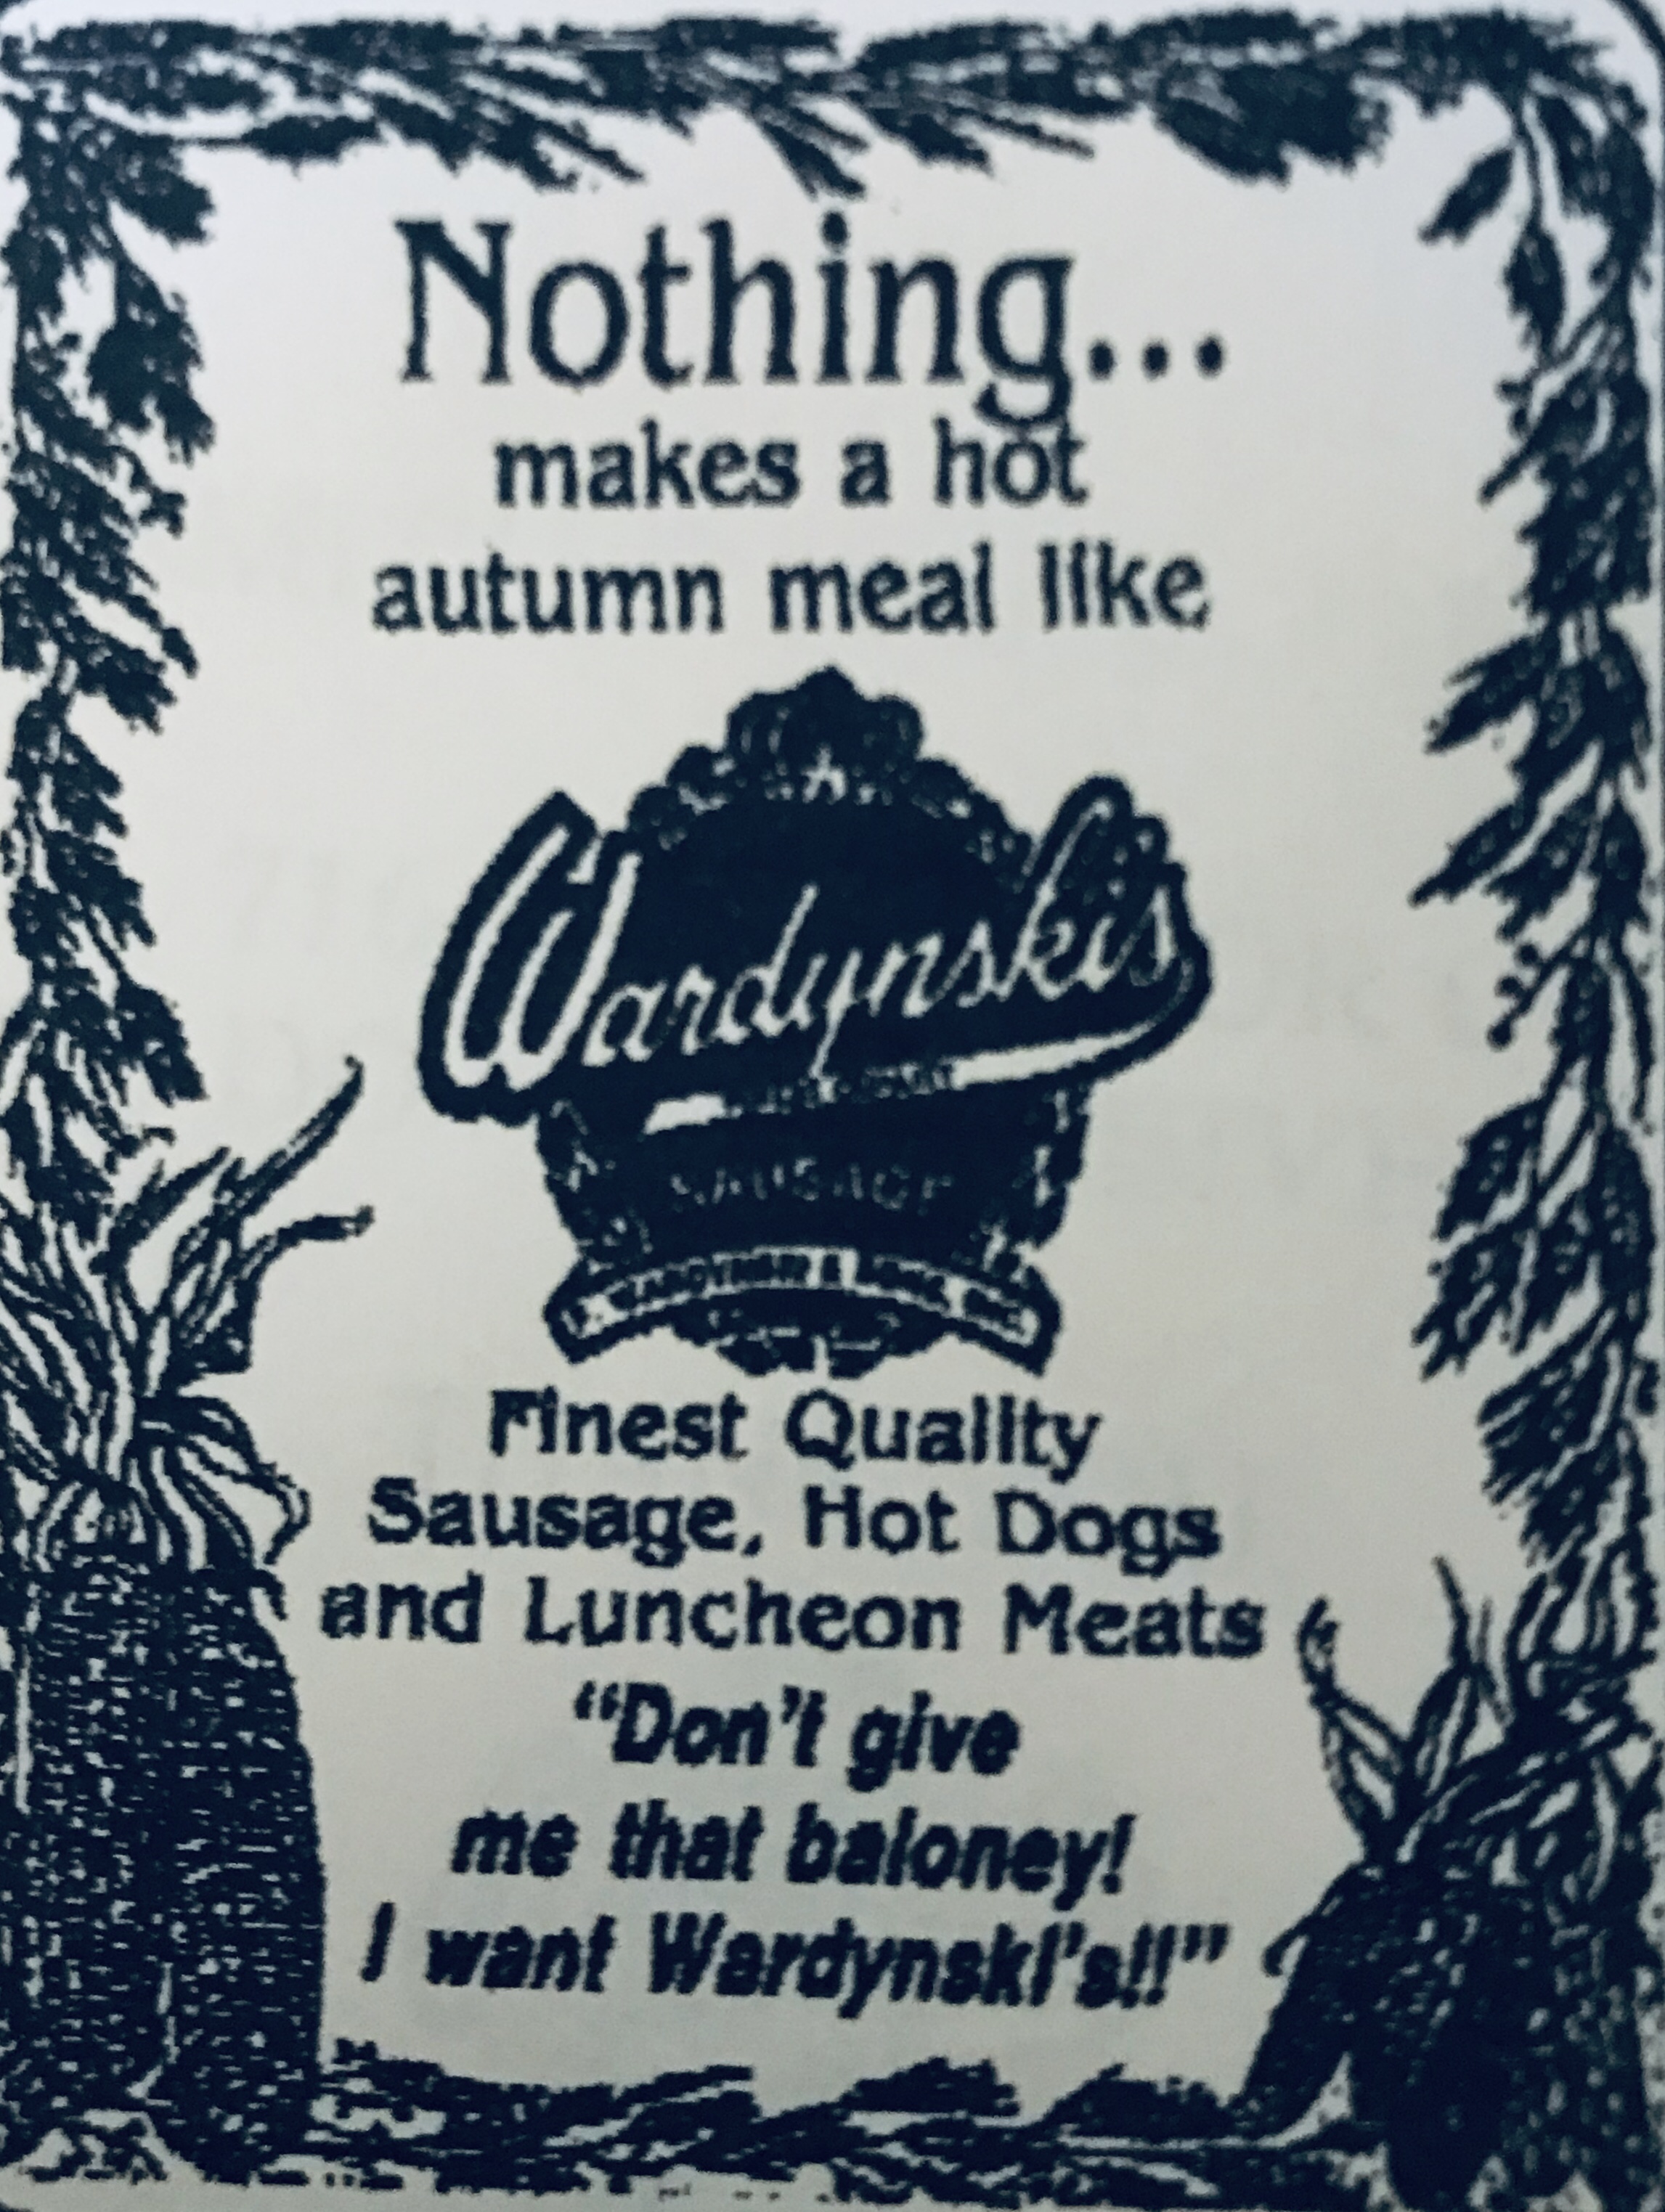 Nothing...
makes a hot
autumn meal like
Wardynski's
SAUSAGE
Finest Quality
Sausage, Hot Dogs
and Luncheon Meats
“Don't give
me that baloney!
I want Wardynski's!!”